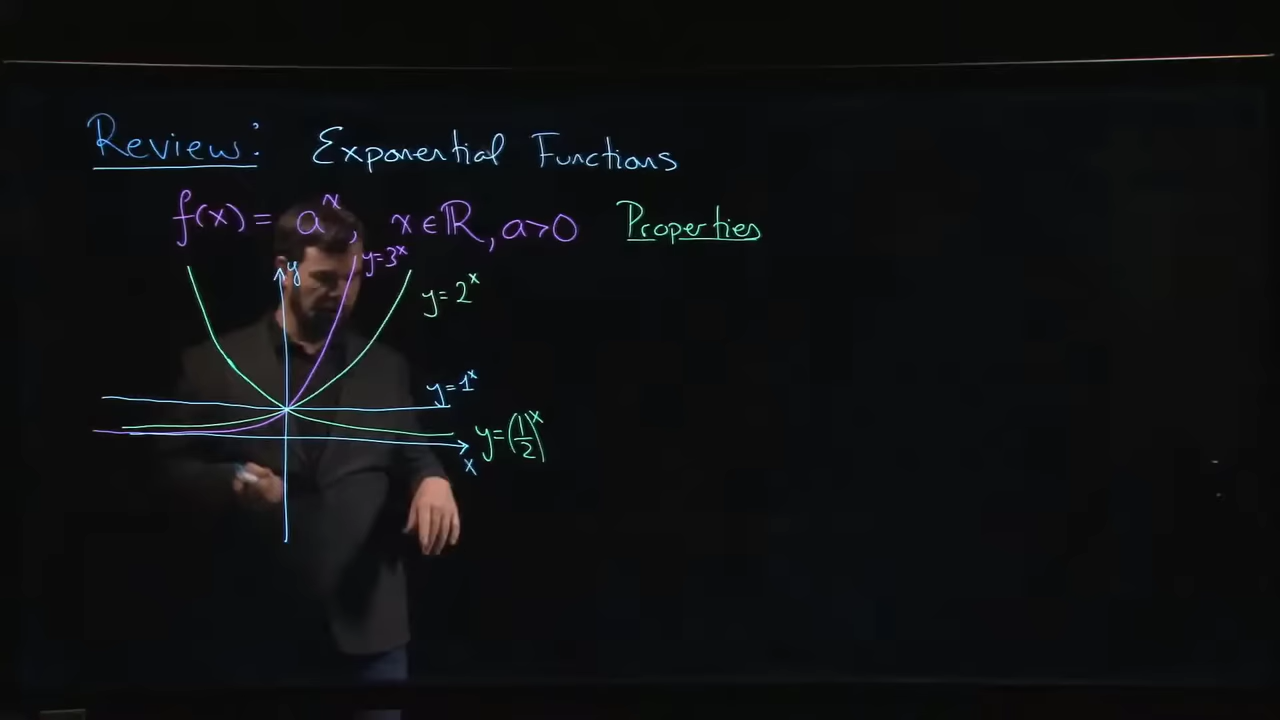 Review: Exponential Functions
f(x) = a^x, x ∈ ℝ, a>0
Properties
y
y=3^x
y=2^x
y=1^x
y=(1/2)^x
x